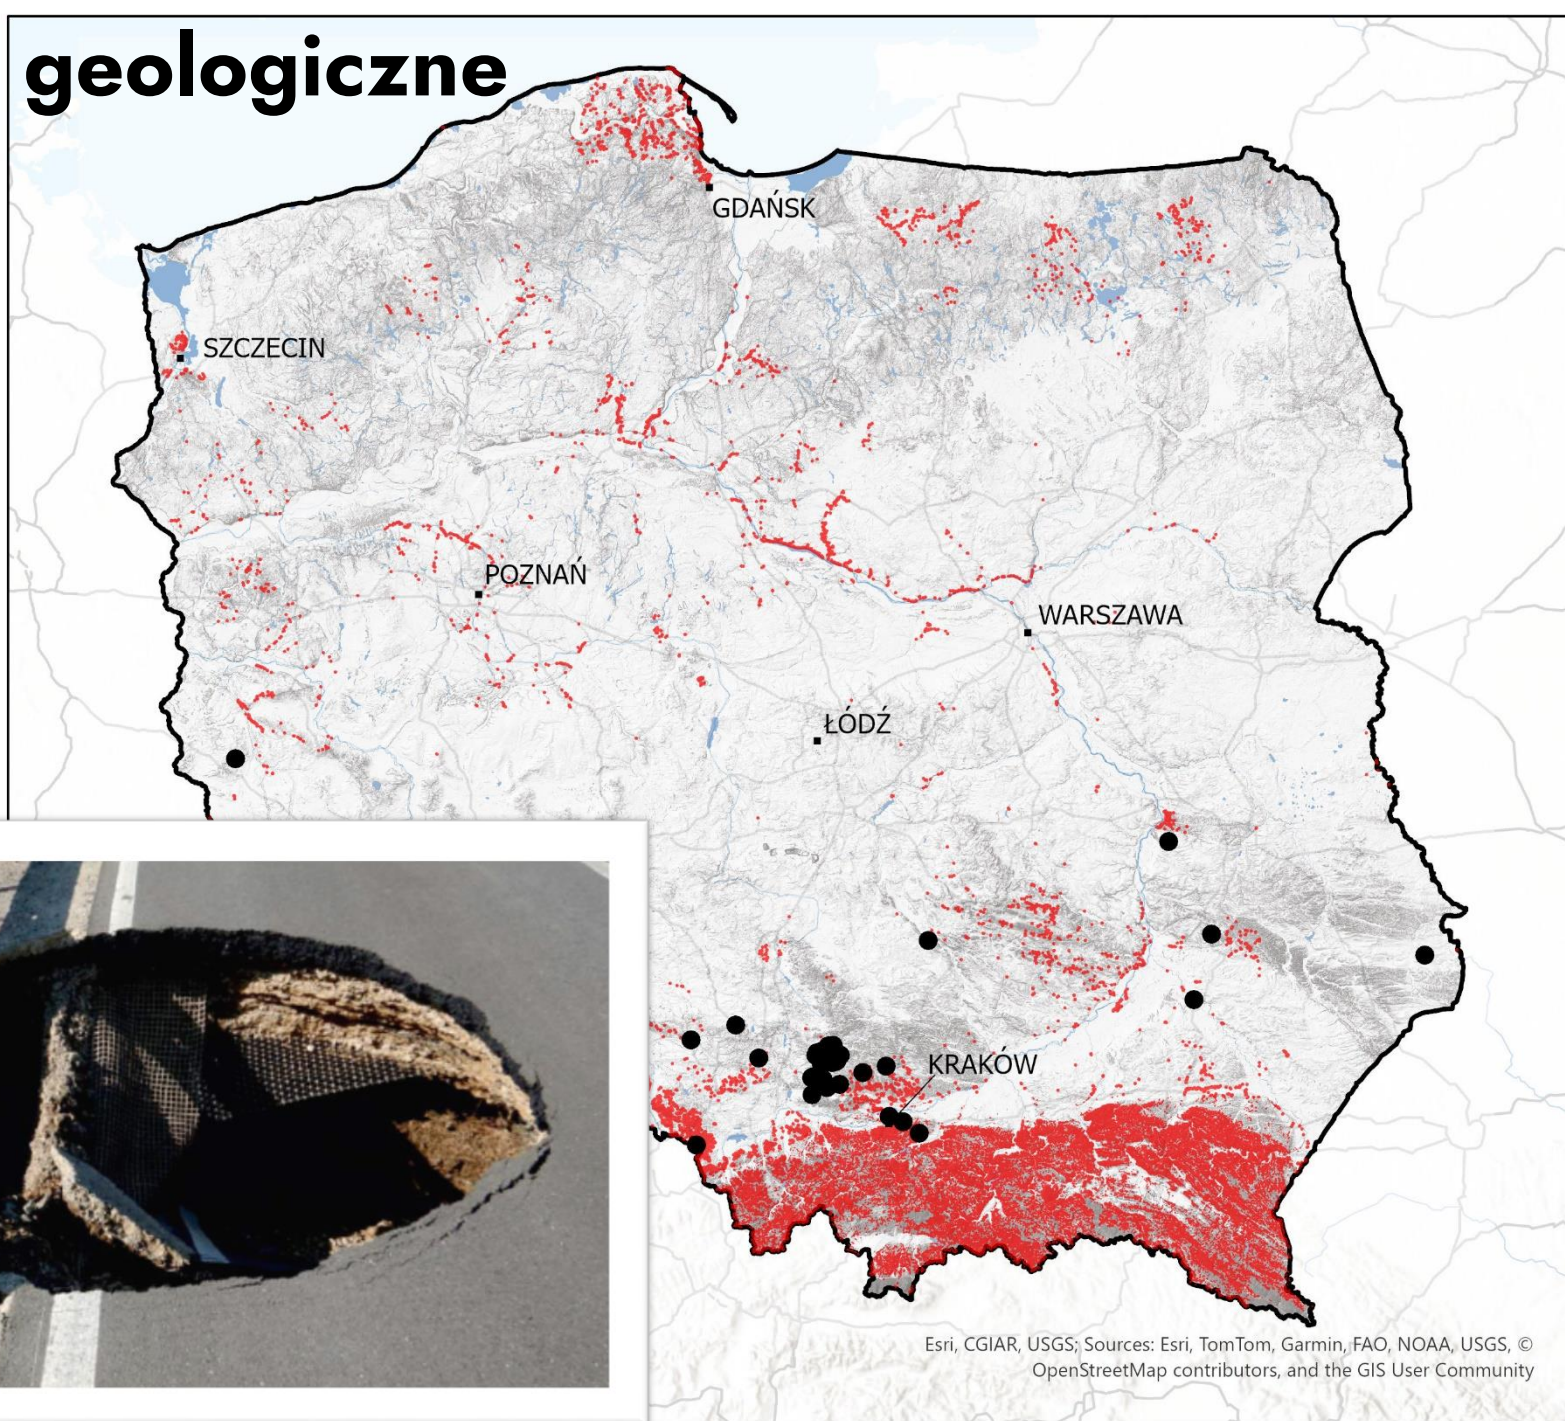 geologiczne
GDAŃSK
SZCZECIN
POZNAŃ
WARSZAWA
ŁÓDŹ
KRAKÓW
Esri, CGIAR, USGS; Sources: Esri, TomTom, Garmin, FAO, NOAA, USGS, ©
OpenStreetMap contributors, and the GIS User Community